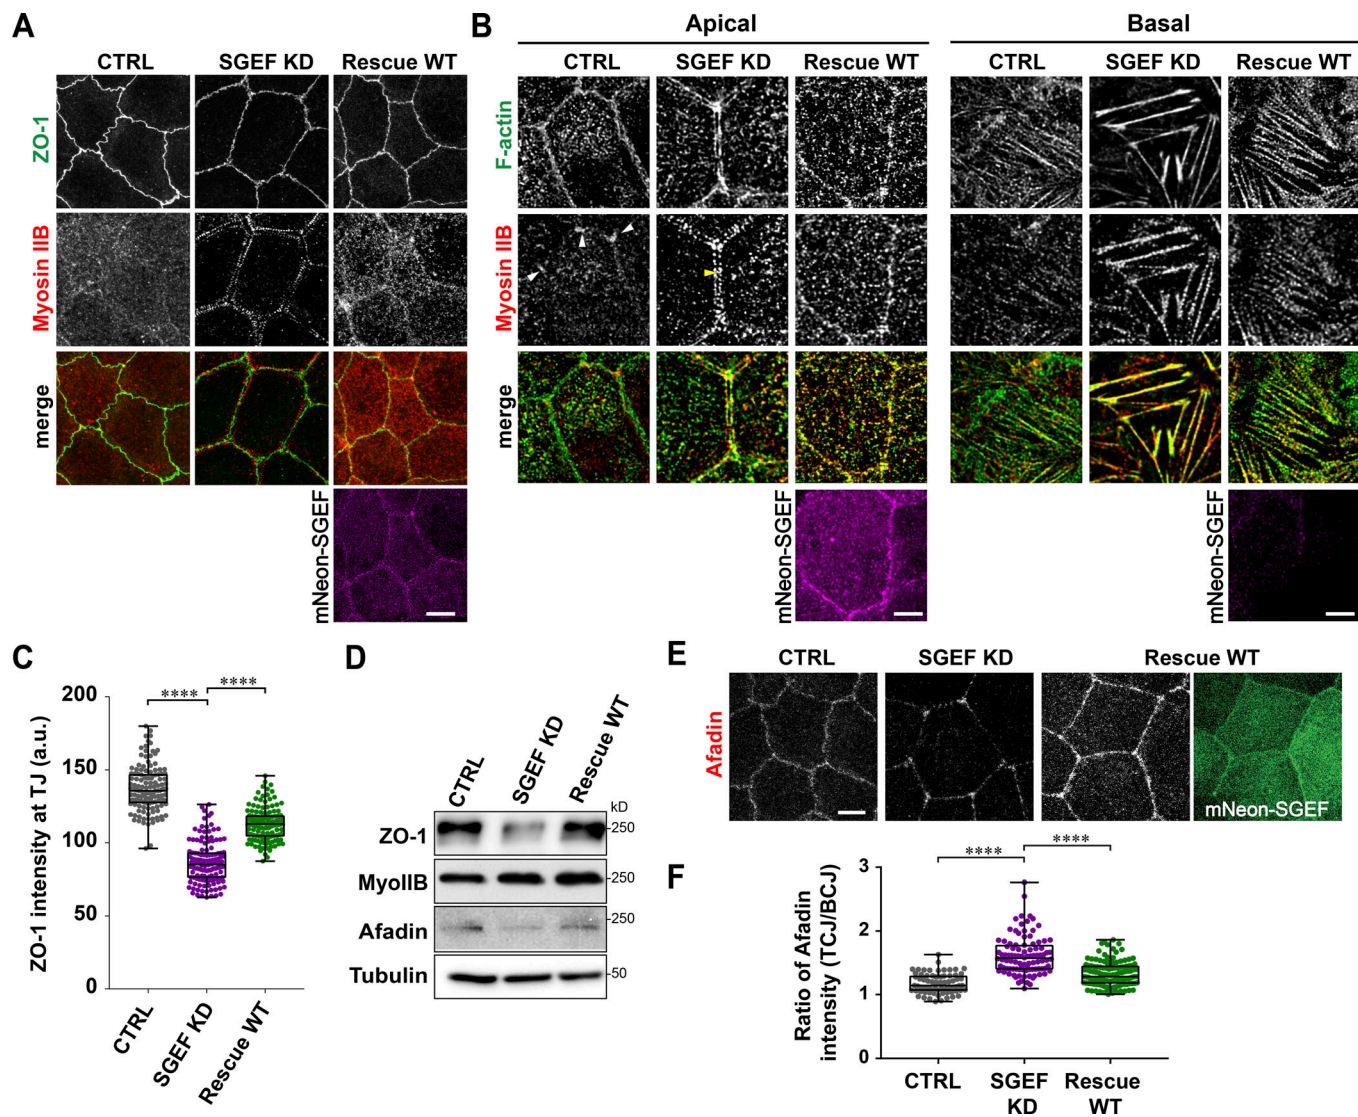 A
CTRL
SGEF KD
Rescue WT
ZO-1
Myosin IIB
merge
mNeon-SGEF
B
Apical
Basal
CTRL
SGEF KD
Rescue WT
CTRL
SGEF KD
Rescue WT
F-actin
Myosin IIB
merge
mNeon-SGEF
mNeon-SGEF
C
ZO-1 intensity at TJ (a.u.)
200
150
100
50
0
****
****
CTRL
SGEF KD
Rescue WT
D
CTRL
SGEF KD
Rescue WT
kD
ZO-1
250
MyoIIB
250
Afadin
250
Tubulin
50
E
CTRL
SGEF KD
Rescue WT
Afadin
mNeon-SGEF
F
Ratio of Afadin
intensity (TCJ/BCJ)
3
2
1
0
****
****
CTRL
SGEF
KD
Rescue
WT